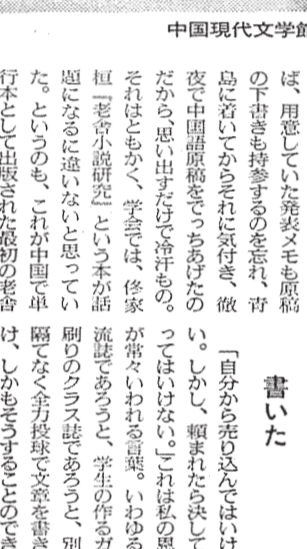 中国現代文学館
ば、用意していた発表メモも原稿
の下書きも持参するのを忘れ、青
島に着いてからそれに気付き、徹
夜で中国語原稿をでっちあげたの
だから、思い出すだけで冷汗もの。
それはともかく、学会では、佟家
桓『老舎小説研究』という本が話
題になるに違いないと思ってい
た。というのも、これが中国で単
行本として出版された最初の老舎
書いた
「自分から売り込んではいけ
い。しかし、頼まれたら決して
ってはいけない。」これは私の恩
が常々いわれる言葉。いわゆる
流誌であろうと、学生の作るガ
刷りのクラス誌であろうと、別
隔てなく全力投球で文章を書き
け、しかもそうすることのでき